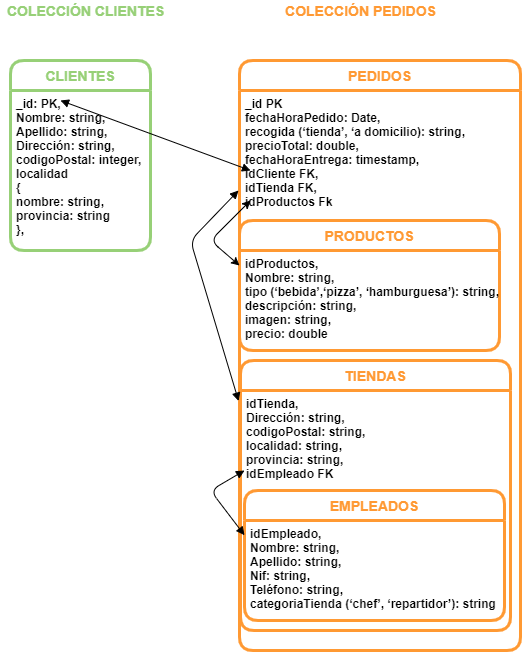 COLECCIÓN CLIENTES
COLECCIÓN PEDIDOS
CLIENTES
_id: PK,
Nombre: string,
Apellido: string,
Dirección: string,
codigoPostal: integer,
localidad
{
nombre: string,
provincia: string
},
PEDIDOS
_id PK
fechaHoraPedido: Date,
recogida (‘tienda’, ‘a domicilio): string,
precioTotal: double,
fechaHoraEntrega: timestamp,
idCliente FK,
idTienda FK,
idProductos Fk
PRODUCTOS
idProductos,
Nombre: string,
tipo (‘bebida’,‘pizza’, ‘hamburguesa’): string,
descripción: string,
imagen: string,
precio: double
TIENDAS
idTienda,
Dirección: string,
codigoPostal: string,
localidad: string,
provincia: string,
idEmpleado FK
EMPLEADOS
idEmpleado,
Nombre: string,
Apellido: string,
Nif: string,
Teléfono: string,
categoriaTienda (‘chef’, ‘repartidor’): string